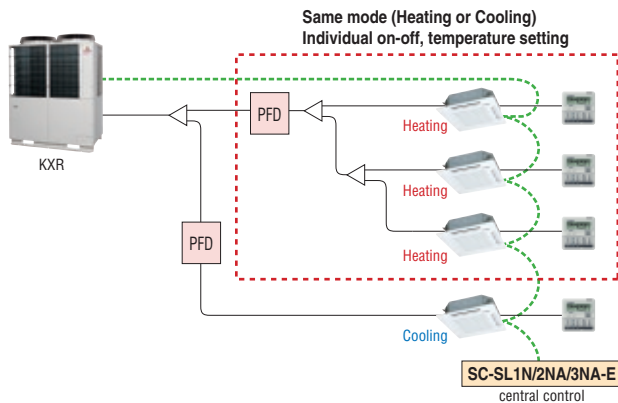 Same mode (Heating or Cooling)
Individual on-off, temperature setting
PFD
Heating
KXR
Heating
PFD
Heating
Cooling
SC-SL1N/2NA/3NA-E
central control